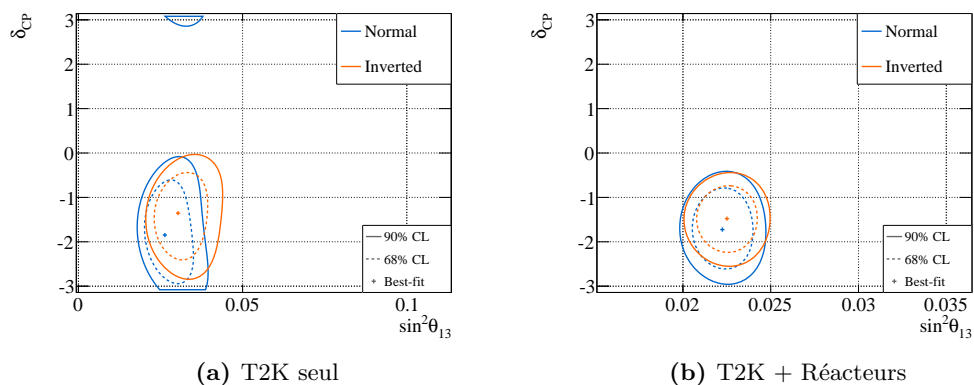 δCP
3
2
1
0
-1
-2
-3
0
0.05
0.1
sin²θ13
Normal
Inverted
90% CL
68% CL
Best-fit
(a) T2K seul
δCP
3
2
1
0
-1
-2
-3
0.02
0.025
0.03
0.035
sin²θ13
Normal
Inverted
90% CL
68% CL
Best-fit
(b) T2K + Réacteurs